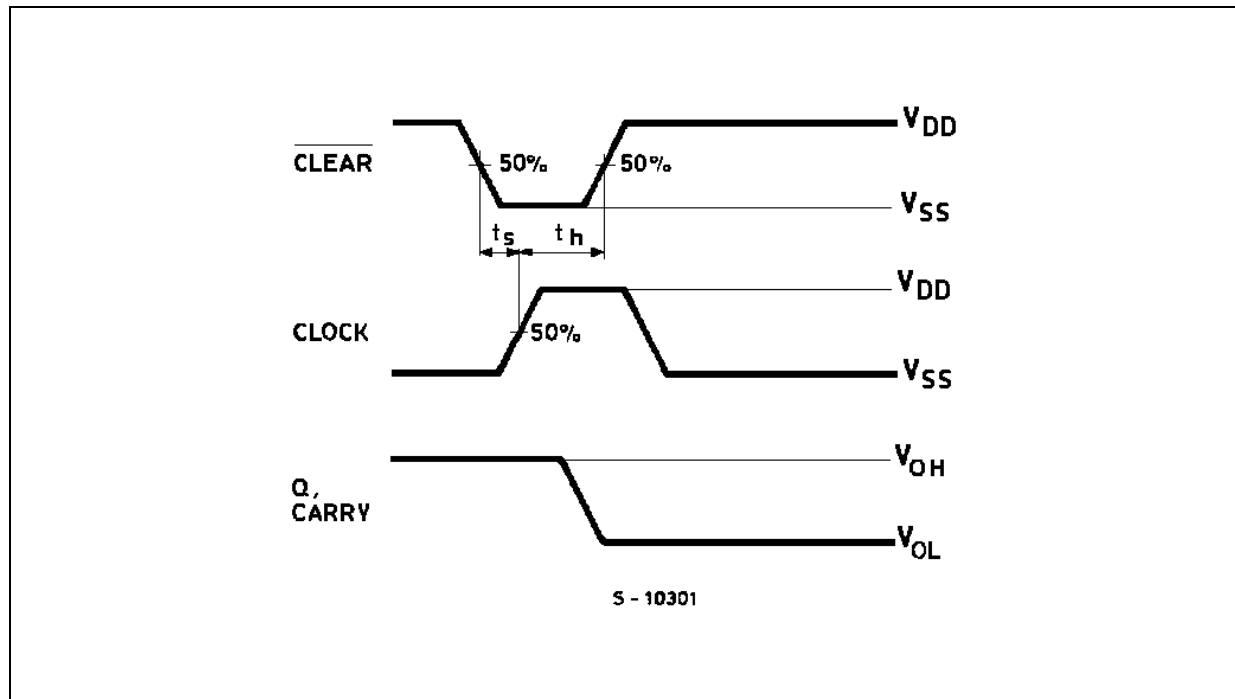 V_DD
CLEAR
50%
50%
V_SS
t_s
t_h
V_DD
CLOCK
50%
V_SS
V_OH
Q,
CARRY
V_OL
S - 10301